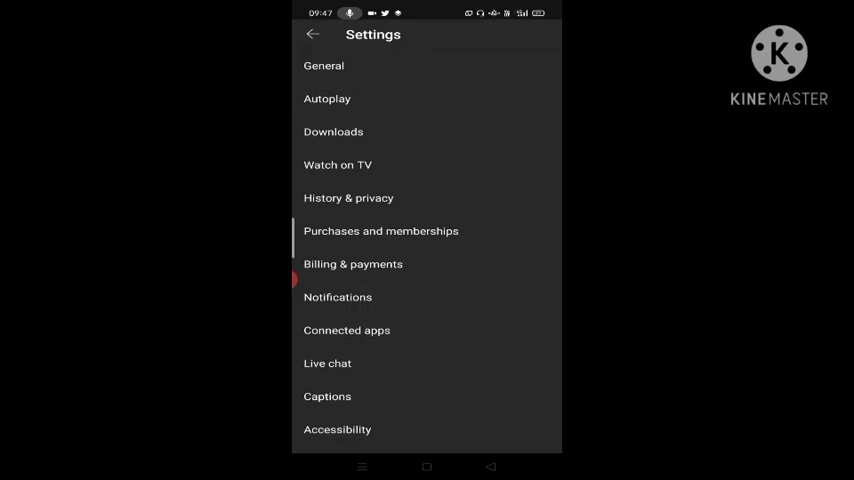 09:47
Settings
General
Autoplay
Downloads
Watch on TV
History & privacy
Purchases and memberships
Billing & payments
Notifications
Connected apps
Live chat
Captions
Accessibility
K
KINEMASTER